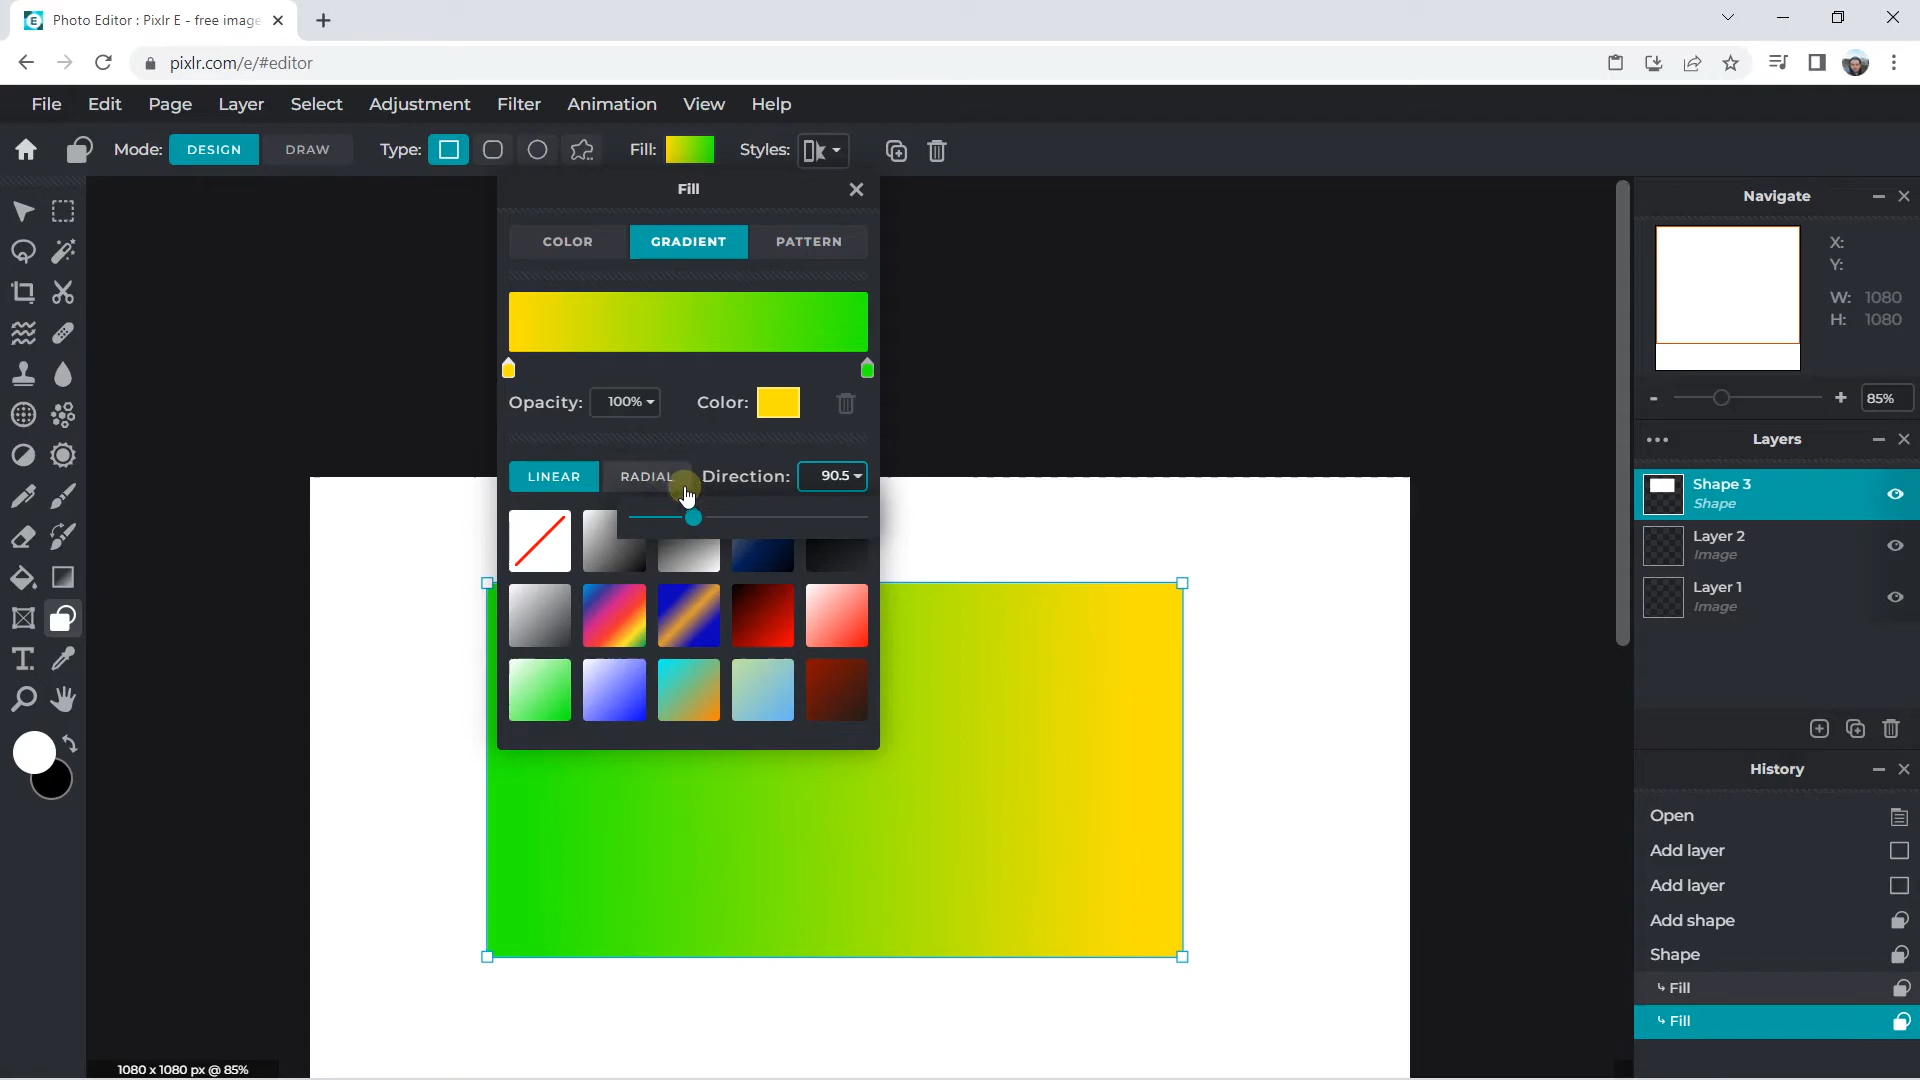 Photo Editor : Pixlr E - free image
pixlr.com/e/#editor
File Edit Page Layer Select Adjustment Filter Animation View Help
Mode: DESIGN DRAW Type: Fill: Styles:
Fill
COLOR GRADIENT PATTERN
Opacity: 100% Color:
LINEAR RADIAL Direction: 90.5
Navigate
X:
Y:
W: 1080
H: 1080
- + 85%
Layers
Shape 3
Shape
Layer 2
Image
Layer 1
Image
History
Open
Add layer
Add layer
Add shape
Shape
Fill
Fill
1080 x 1080 px @ 85%